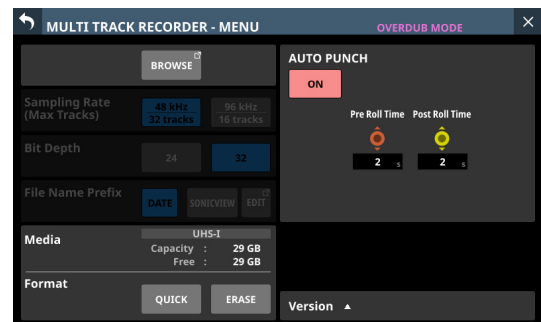 MULTI TRACK RECORDER - MENU
OVERDUB MODE
BROWSE
Sampling Rate
(Max Tracks)
48 kHz
32 tracks
96 kHz
16 tracks
Bit Depth
24
32
File Name Prefix
DATE
SONICVIEW
EDIT
Media
UHS-I
Capacity : 29 GB
Free : 29 GB
Format
QUICK
ERASE
AUTO PUNCH
ON
Pre Roll Time
Post Roll Time
2 s
2 s
Version